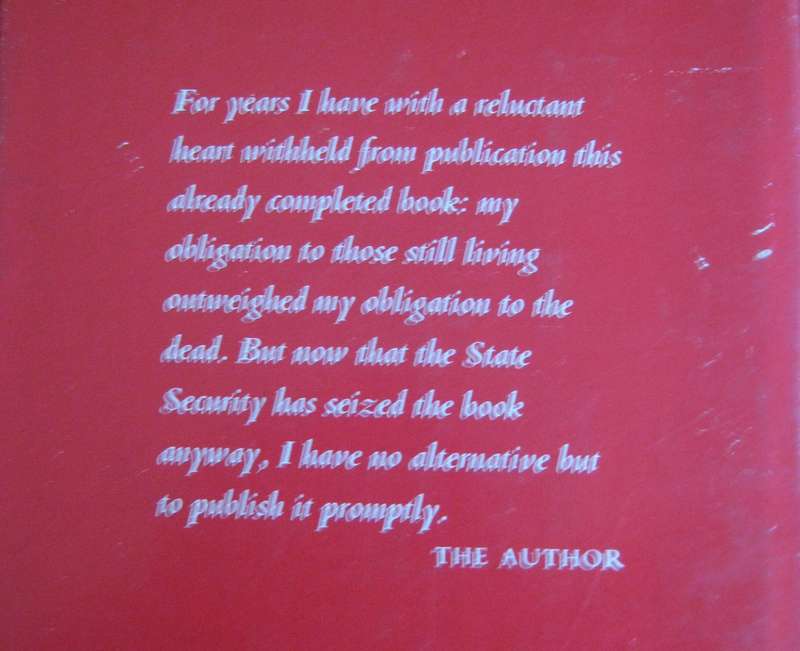 For years I have with a reluctant
heart withheld from publication this
already completed book: my
obligation to those still living
outweighed my obligation to the
dead. But now that the State
Security has seized the book
anyway, I have no alternative but
to publish it promptly.
THE AUTHOR